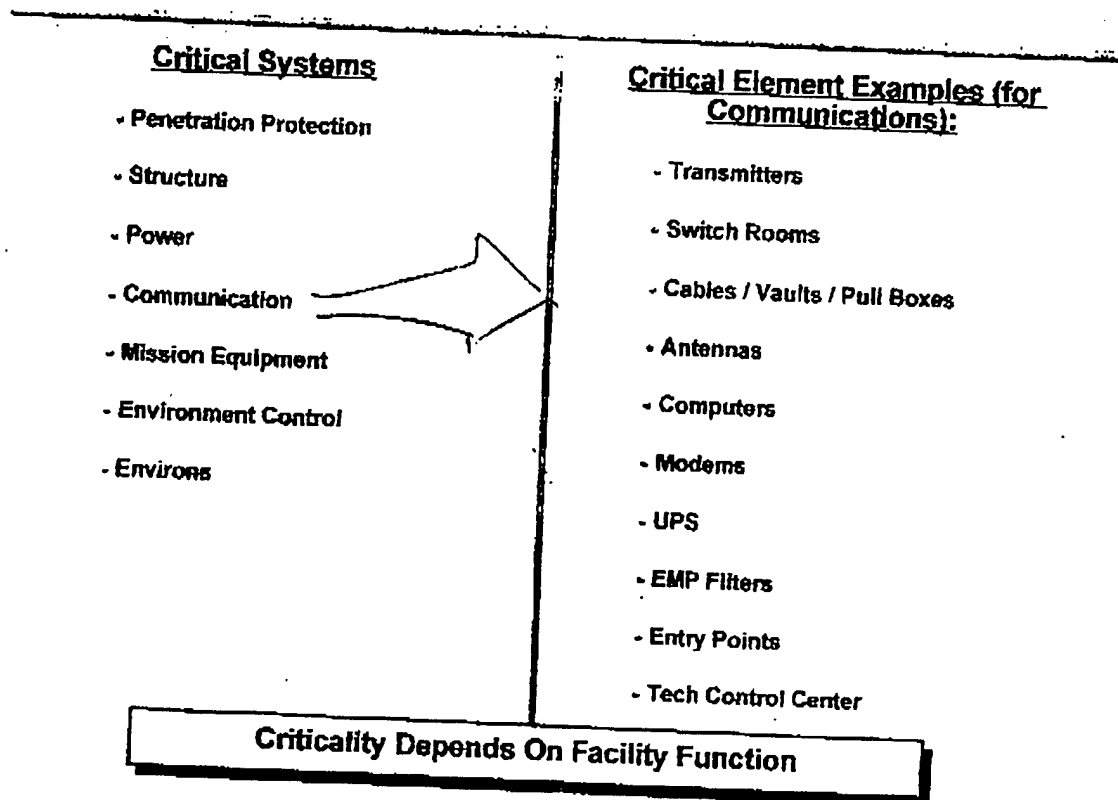 Critical Systems
- Penetration Protection
- Structure
- Power
- Communication
- Mission Equipment
- Environment Control
- Environs
Critical Element Examples (for
Communications):
- Transmitters
- Switch Rooms
- Cables / Vaults / Pull Boxes
- Antennas
- Computers
- Modems
- UPS
- EMP Filters
- Entry Points
- Tech Control Center
Criticality Depends On Facility Function